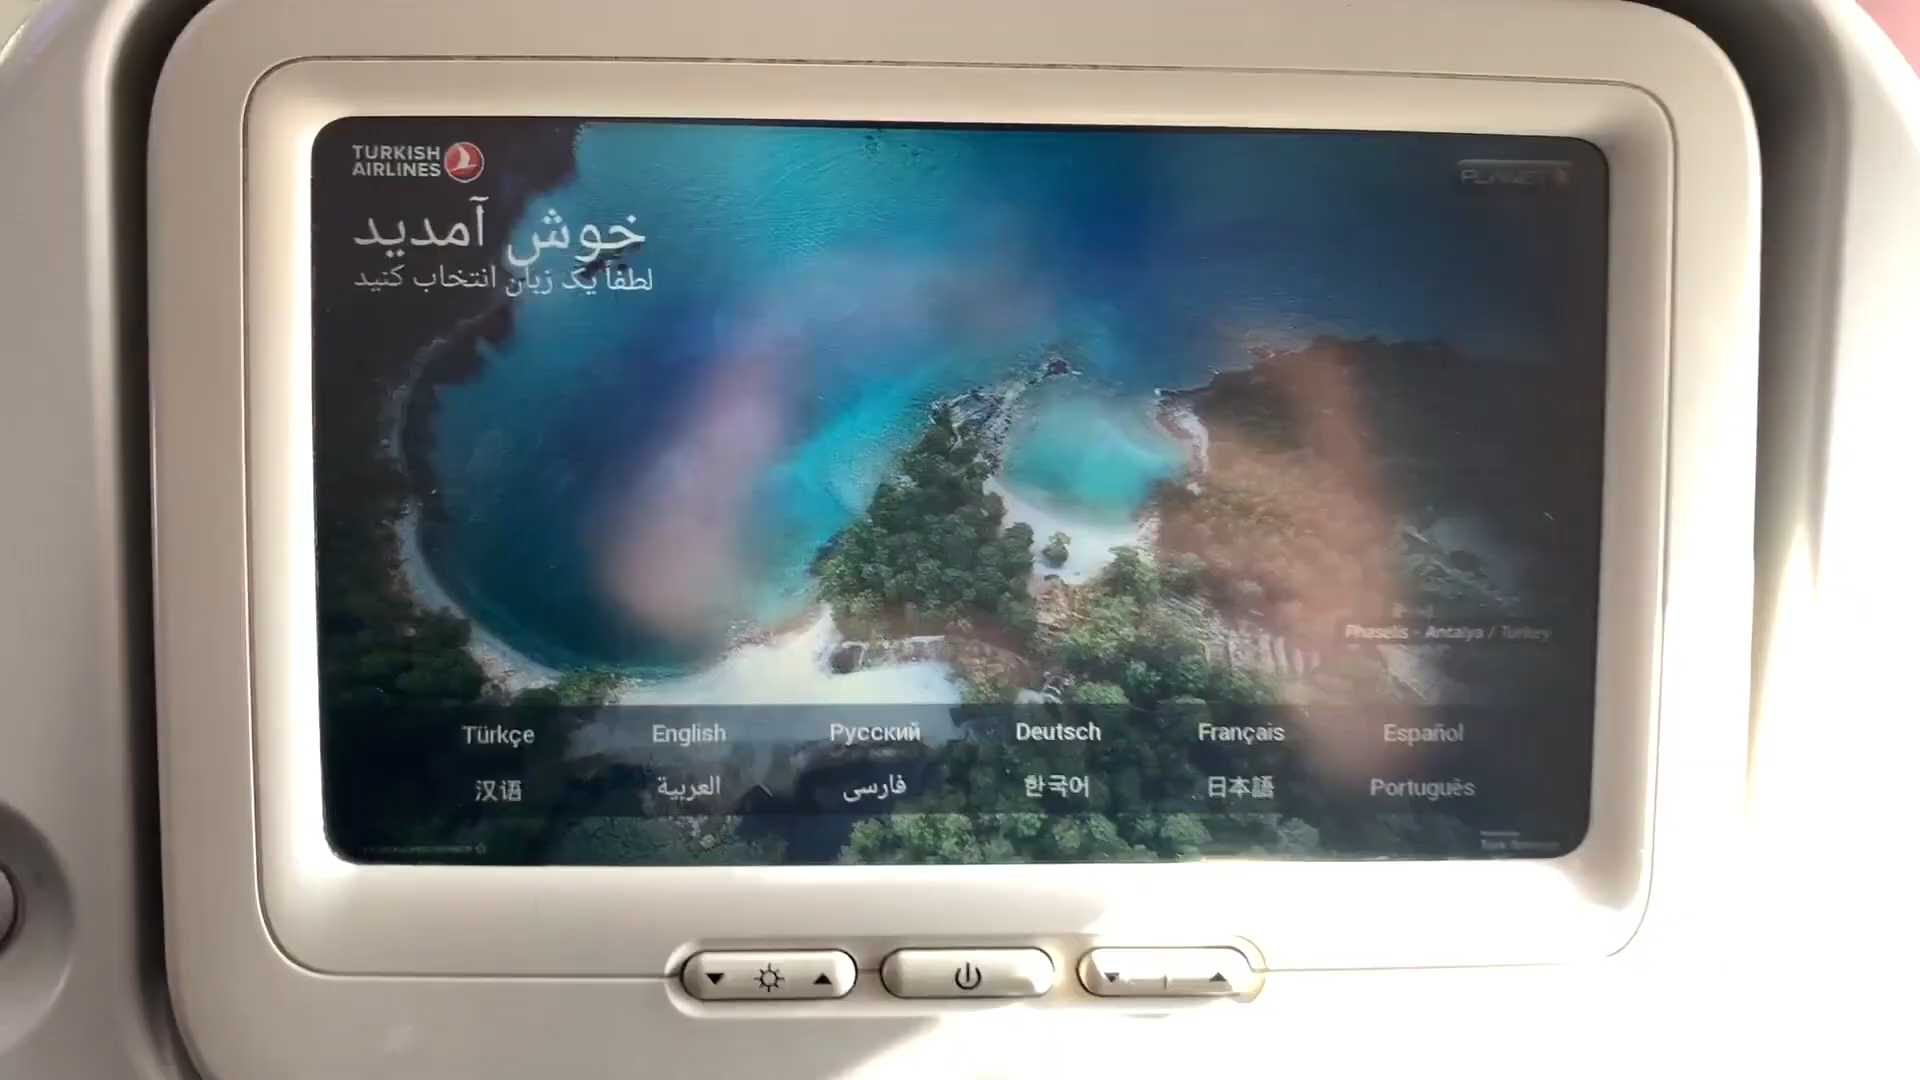 TURKISH
AIRLINES
PLANET
خوش آمدید
لطفاً یک زبان انتخاب کنید
Phaselis - Antalya / Turkey
Türkçe English Русский Deutsch Français Español
汉语 العربية فارسی 한국어 日本語 Português